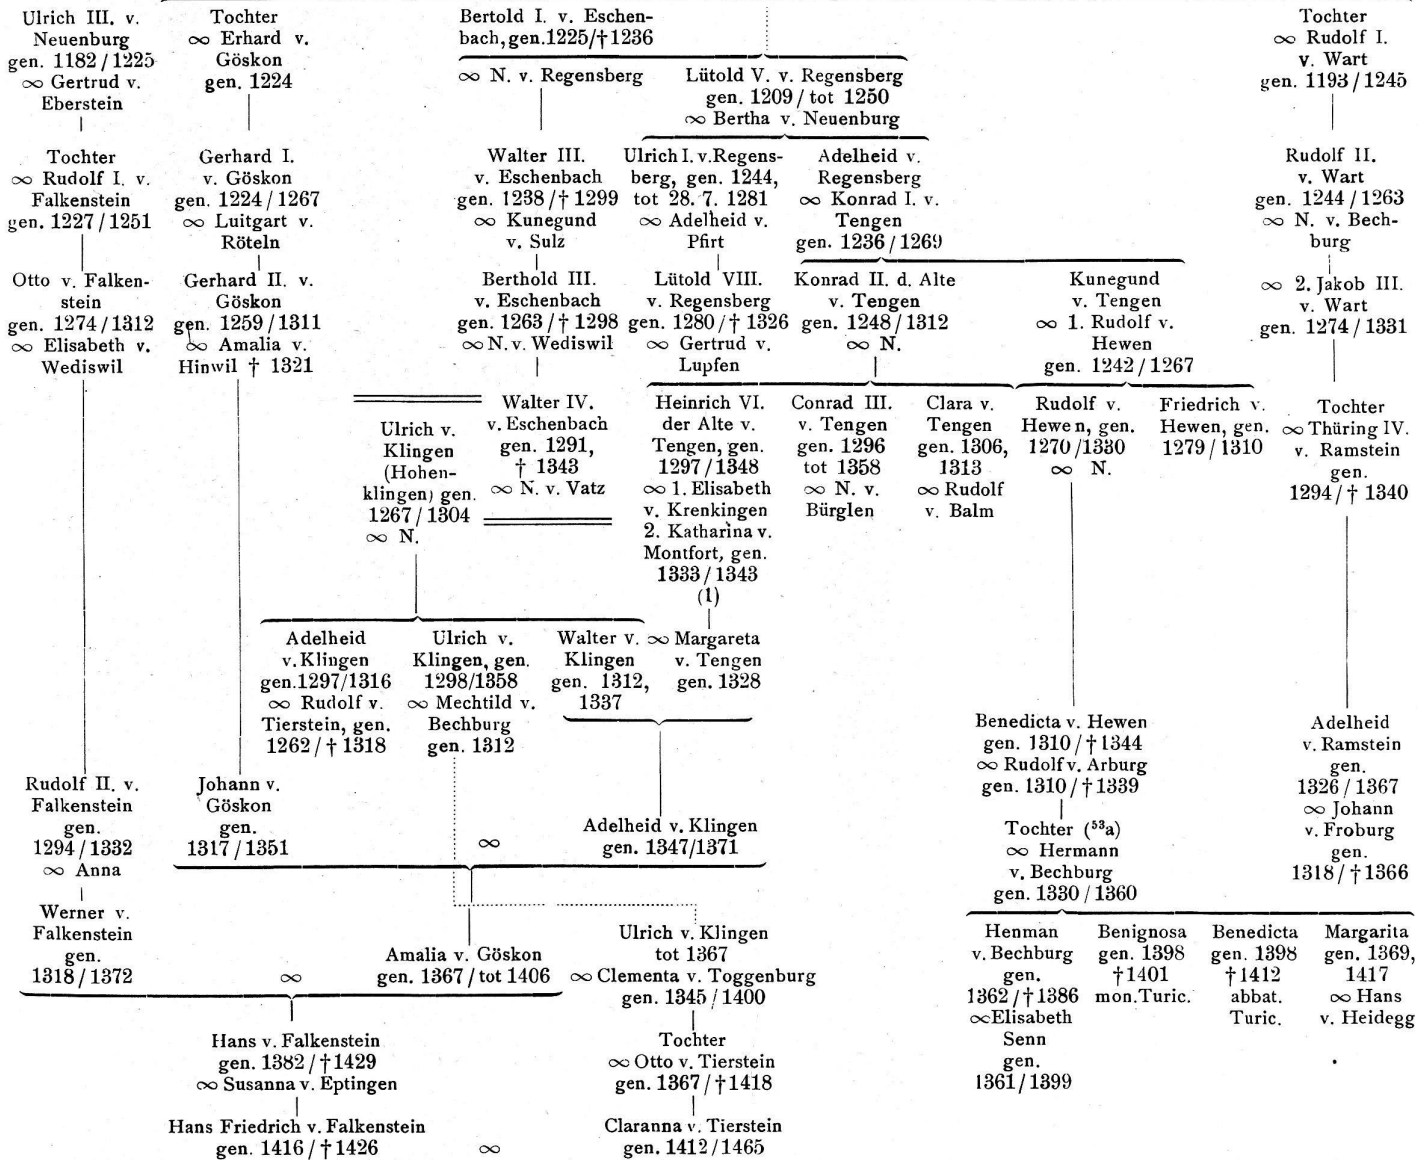 Ulrich III. v.
Neuenburg
gen. 1182/1225
∞ Gertrud v.
Eberstein
Tochter
∞ Erhard v.
Göskon
gen. 1224
Bertold I. v. Eschen-
bach, gen. 1225/†1236
∞ N. v. Regensberg
Lütold V. v. Regensberg
gen. 1209/tot 1250
∞ Bertha v. Neuenburg
Tochter
∞ Rudolf I.
v. Wart
gen. 1193/1245
Tochter
∞ Rudolf I. v.
Falkenstein
gen. 1227/1251
Gerhard I.
v. Göskon
gen. 1224/1267
∞ Luitgart v.
Röteln
Walter III.
v. Eschenbach
gen. 1238/†1299
∞ Kunegund
v. Sulz
Ulrich I. v. Regens-
berg, gen. 1244,
tot 28. 7. 1281
∞ Adelheid v.
Pfirt
Adelheid v.
Regensberg
∞ Konrad I. v.
Tengen
gen. 1236/1269
Rudolf II.
v. Wart
gen. 1244/1263
∞ N. v. Bech-
burg
Otto v. Falken-
stein
gen. 1274/1312
∞ Elisabeth v.
Wediswil
Gerhard II. v.
Göskon
gen. 1259/1311
∞ Amalia v.
Hinwil † 1321
Berthold III.
v. Eschenbach
gen. 1263/†1298
∞ N. v. Wediswil
Lütold VIII.
v. Regensberg
gen. 1280/†1326
∞ Gertrud v.
Lupfen
Konrad II. d. Alte
v. Tengen
gen. 1248/1312
∞ N.
Kunegund
v. Tengen
∞ 1. Rudolf v.
Hewen
gen. 1242/1267
∞ 2. Jakob III.
v. Wart
gen. 1274/1331
Ulrich v.
Klingen
(Hohen-
klingen) gen.
1267/1304
∞ N.
Walter IV.
v. Eschenbach
gen. 1291,
† 1343
∞ N. v. Vatz
Heinrich VI.
der Alte v.
Tengen, gen.
1297/1348
∞ 1. Elisabeth
v. Krenkingen
2. Katharina v.
Montfort, gen.
1333/1343
(1)
Conrad III.
v. Tengen
gen. 1296
tot 1358
∞ N. v.
Bürglen
Clara v.
Tengen
gen. 1306,
1313
∞ Rudolf
v. Balm
Rudolf v.
Hewen, gen.
1270/1330
∞ N.
Friedrich v.
Hewen, gen.
1279/1310
Tochter
∞ Thüring IV.
v. Ramstein
gen.
1294/†1340
Adelheid
v. Klingen
gen. 1297/1316
∞ Rudolf v.
Tierstein, gen.
1262/†1318
Ulrich v.
Klingen, gen.
1298/1358
∞ Mechtild v.
Bechburg
gen. 1312
Walter v.
Klingen
gen. 1312,
1337
∞ Margareta
v. Tengen
gen. 1328
Benedicta v. Hewen
gen. 1310/†1344
∞ Rudolf v. Arburg
gen. 1310/†1339
Adelheid
v. Ramstein
gen.
1326/1367
∞ Johann
v. Froburg
gen.
1318/†1366
Rudolf II. v.
Falkenstein
gen.
1294/1332
∞ Anna
Johann v.
Göskon
gen.
1317/1351
∞
Adelheid v. Klingen
gen. 1347/1371
Tochter (⁵³a)
∞ Hermann
v. Bechburg
gen. 1330/1360
Werner v.
Falkenstein
gen.
1318/1372
∞
Amalia v. Göskon
gen. 1367/tot 1406
Ulrich v. Klingen
tot 1367
∞ Clementa v. Toggenburg
gen. 1345/1400
Henman
v. Bechburg
gen.
1362/†1386
∞ Elisabeth
Senn
gen.
1361/1399
Benignosa
gen. 1398
†1401
mon. Turic.
Benedicta
gen. 1398
†1412
abbat.
Turic.
Margarita
gen. 1369,
1417
∞ Hans
v. Heidegg
Hans v. Falkenstein
gen. 1382/†1429
∞ Susanna v. Eptingen
Tochter
∞ Otto v. Tierstein
gen. 1367/†1418
Hans Friedrich v. Falkenstein
gen. 1416/†1426
∞
Claranna v. Tierstein
gen. 1412/1465